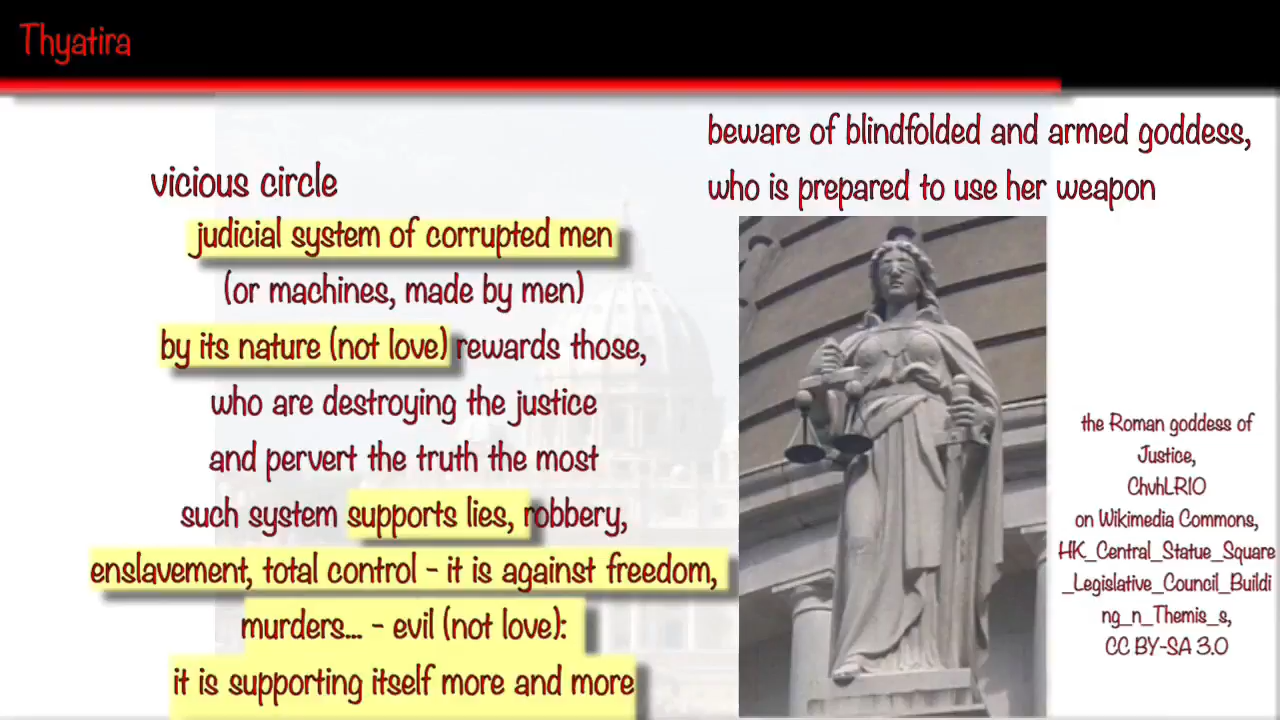 Thyatira
vicious circle
judicial system of corrupted men
(or machines, made by men)
by its nature (not love) rewards those,
who are destroying the justice
and pervert the truth the most
such system supports lies, robbery,
enslavement, total control - it is against freedom,
murders... - evil (not love):
it is supporting itself more and more
beware of blindfolded and armed goddess,
who is prepared to use her weapon
the Roman goddess of
Justice,
ChvhLR10
on Wikimedia Commons,
HK_Central_Statue_Square
_Legislative_Council_Buildi
ng_n_Themis_s,
CC BY-SA 3.0